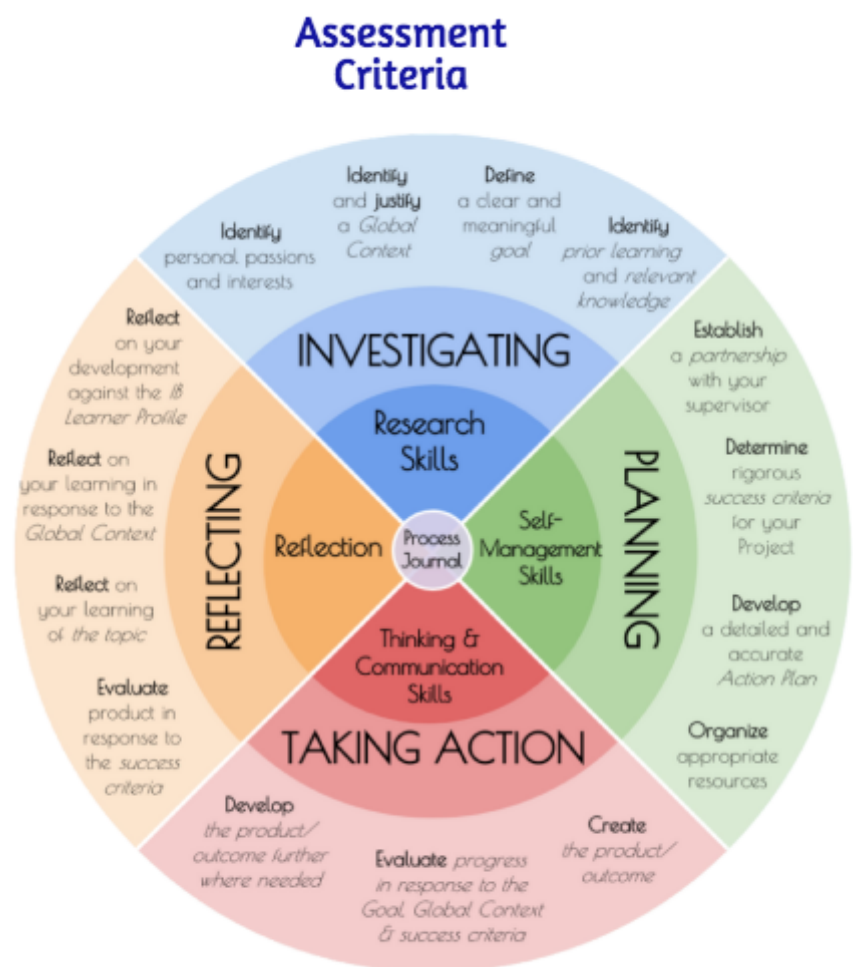 Assessment
Criteria
Identify
personal passions
and interests
Identify
and justify
a Global
Context
Define
a clear and
meaningful
goal
Identify
prior learning
and relevant
knowledge
INVESTIGATING
Research
Skills
Establish
a partnership
with your
supervisor
Determine
rigorous
success criteria
for your
Project
Develop
a detailed and
accurate
Action Plan
Organize
appropriate
resources
PLANNING
Self-
Management
Skills
Create
the product/
outcome
Evaluate progress
in response to the
Goal, Global Context
& success criteria
Develop
the product/
outcome further
where needed
TAKING ACTION
Thinking &
Communication
Skills
Reflect
on your
development
against the IB
Learner Profile
Reflect on
your learning in
response to the
Global Context
Reflect on
your learning
of the topic
Evaluate
product in
response to
the success
criteria
REFLECTING
Reflection
Process
Journal